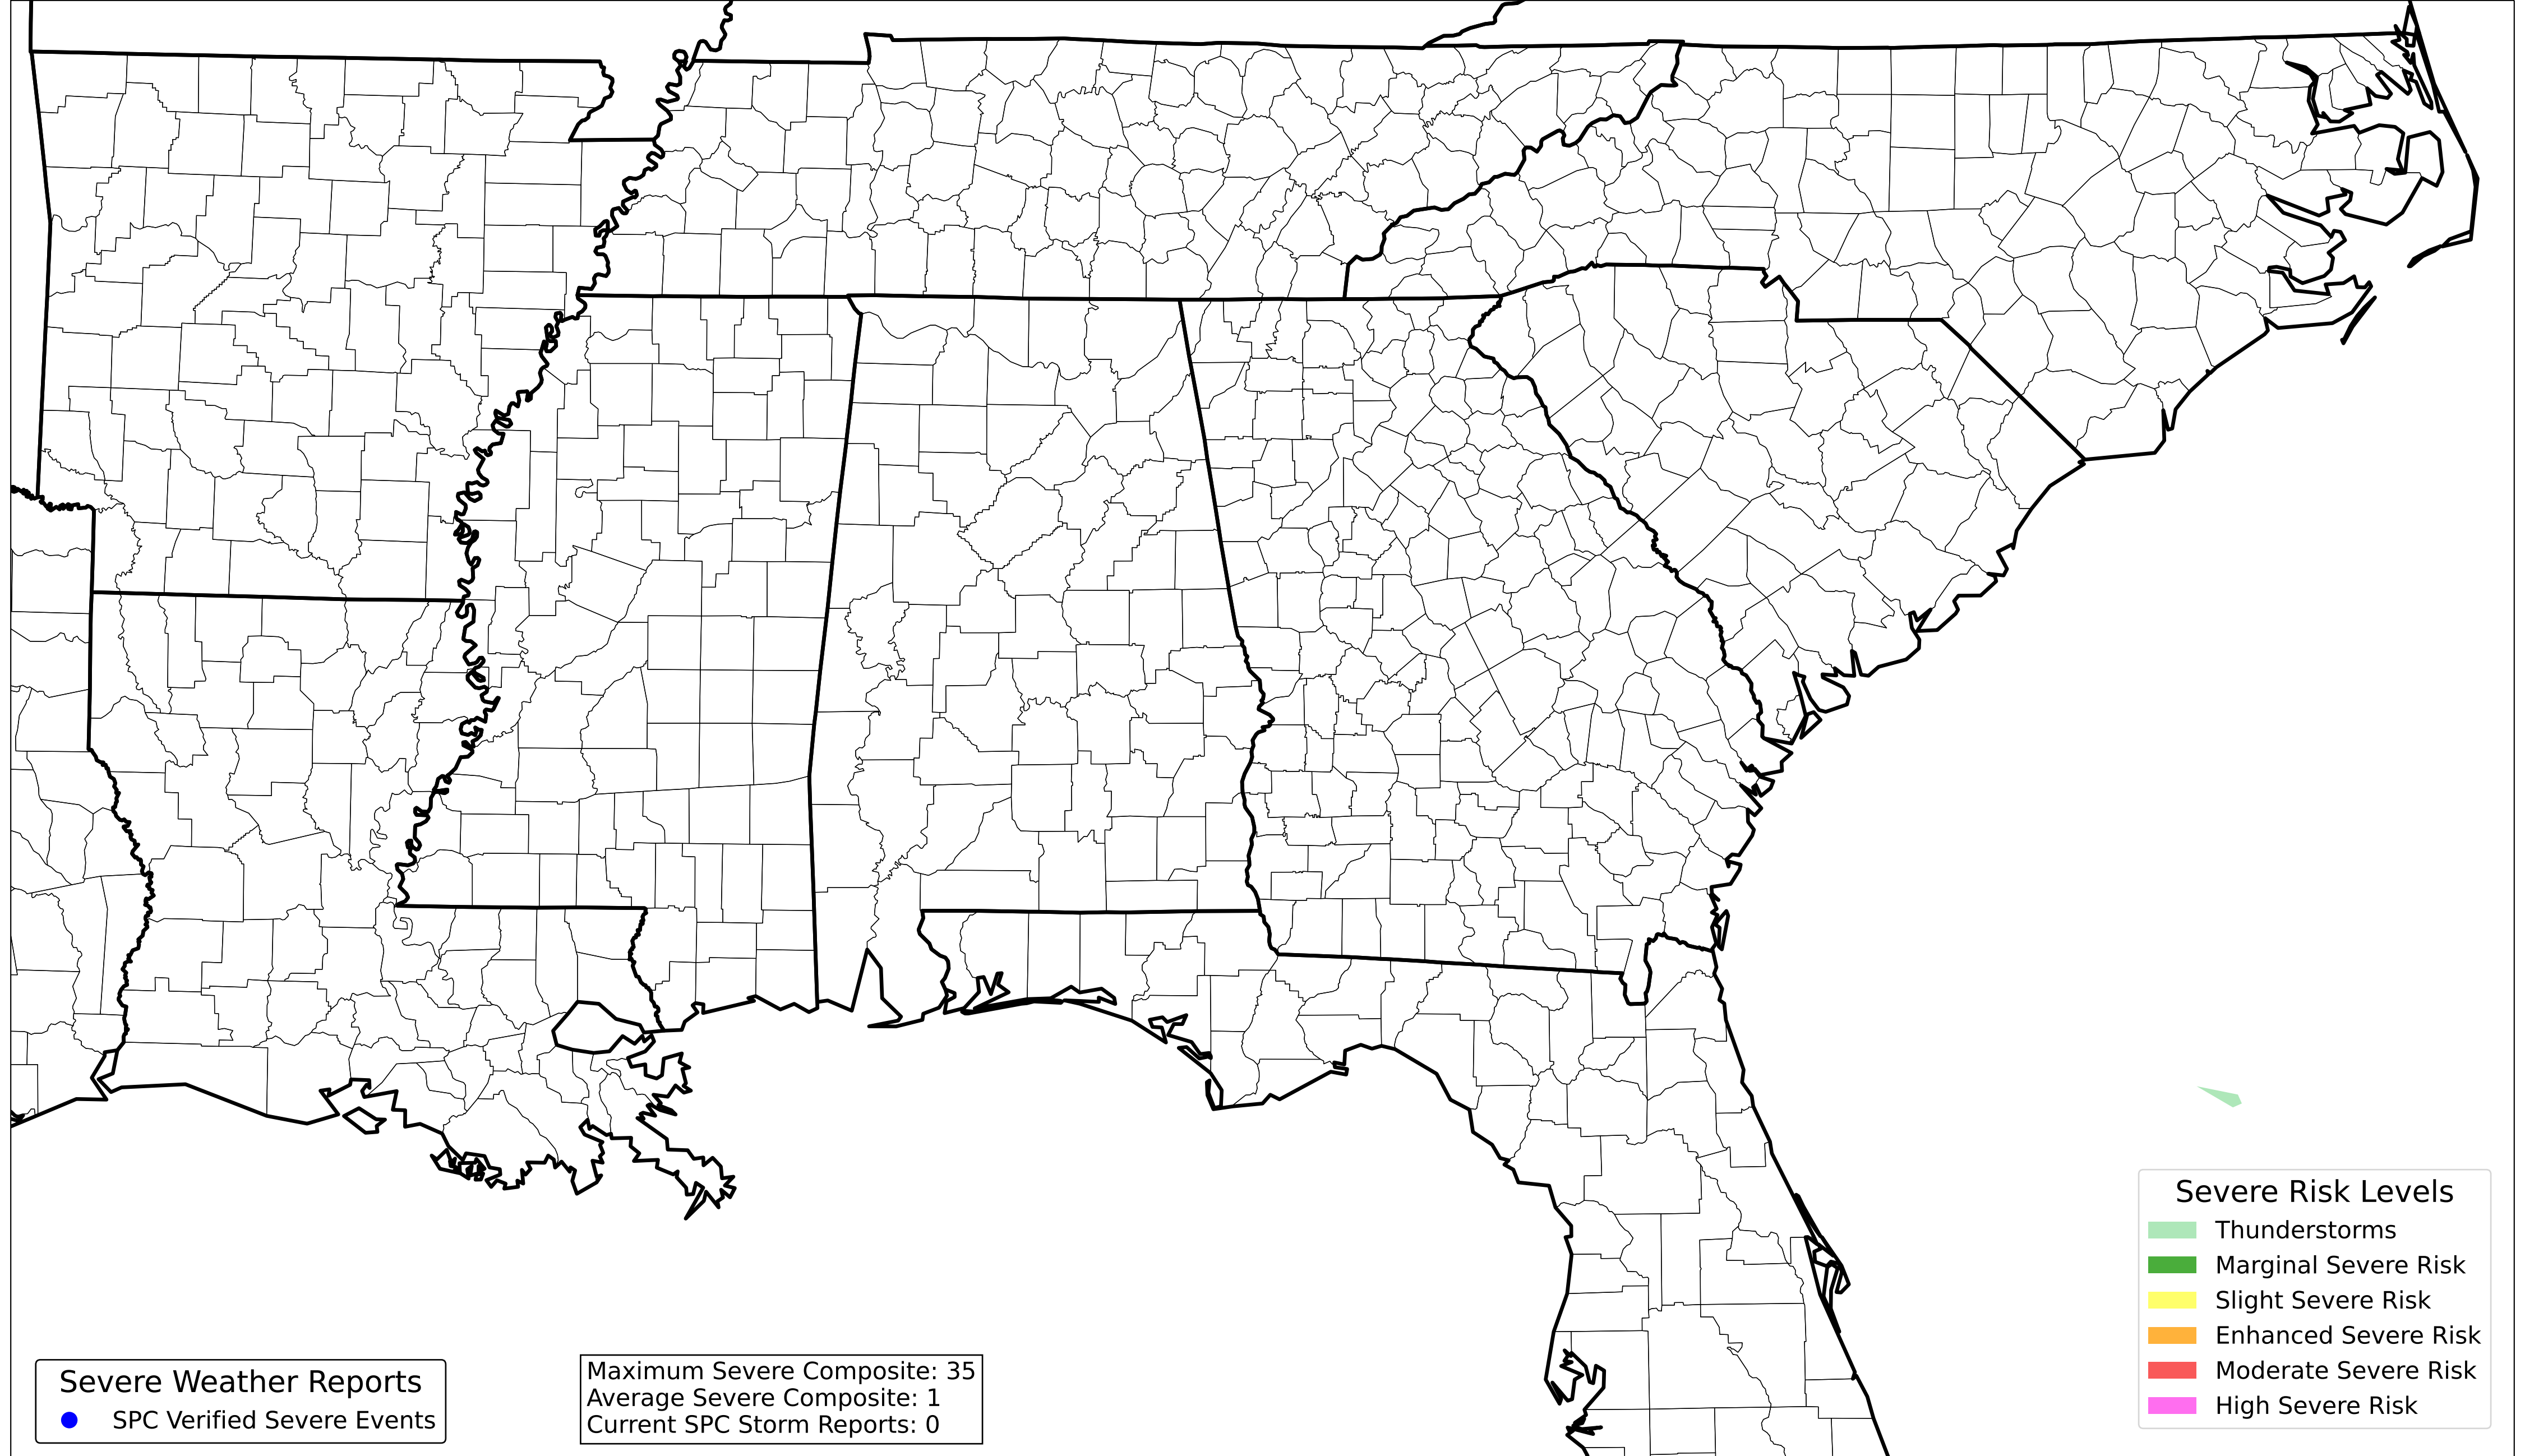 Severe Risk Levels
Thunderstorms
Marginal Severe Risk
Slight Severe Risk
Enhanced Severe Risk
Moderate Severe Risk
High Severe Risk
Severe Weather Reports
SPC Verified Severe Events
Maximum Severe Composite: 35
Average Severe Composite: 1
Current SPC Storm Reports: 0